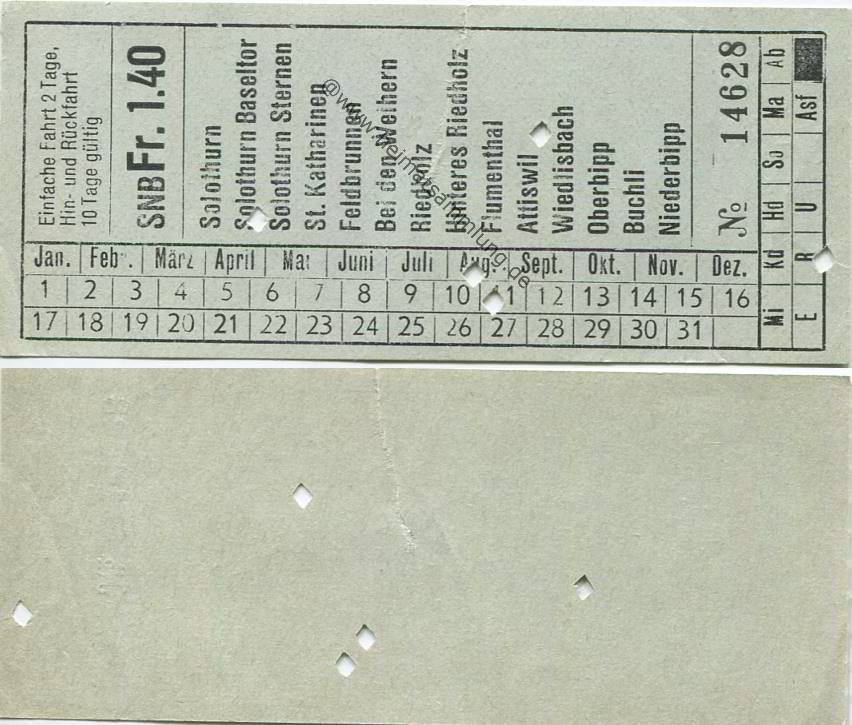 Einfache Fahrt 2 Tage,
Hin- und Rückfahrt
10 Tage gültig
SNB Fr. 1.40
Solothurn
Solothurn Baseltor
Solothurn Sternen
St. Katharinen
Feldbrunnen
Bei den Weihern
Riedholz
Hinteres Riedholz
Flumenthal
Attiswil
Wiedlisbach
Oberbipp
Buchli
Niederbipp
№ 14628
Jan. Febr. März April Mai Juni Juli Aug. Sept. Okt. Nov. Dez.
1 2 3 4 5 6 7 8 9 10 11 12 13 14 15 16
17 18 19 20 21 22 23 24 25 26 27 28 29 30 31
Mi Kd Hd So Ma Ab
E R U Asf
@www.heimatsammlung.de